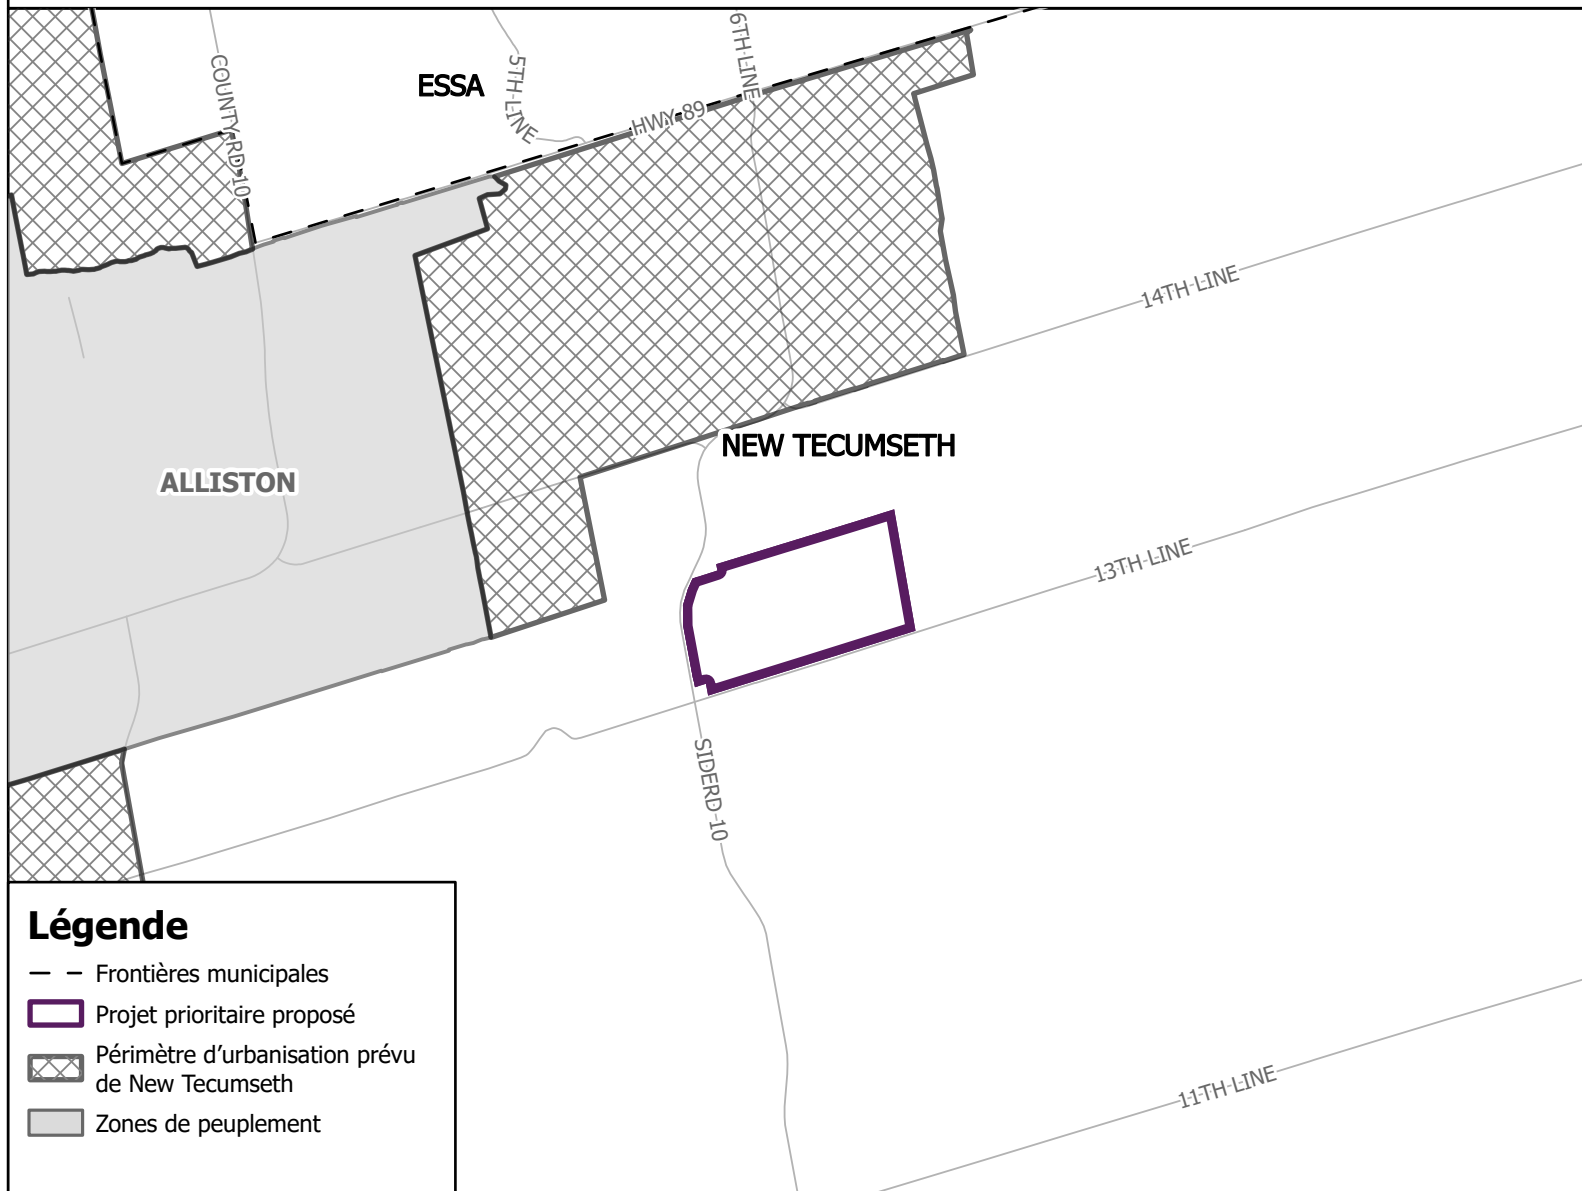 6TH LINE
COUNTY RD 10
5TH LINE
ESSA
HWY 89
14TH LINE
NEW TECUMSETH
ALLISTON
13TH LINE
SIDERD 10
11TH LINE
Légende
Frontières municipales
Projet prioritaire proposé
Périmètre d’urbanisation prévu
de New Tecumseth
Zones de peuplement